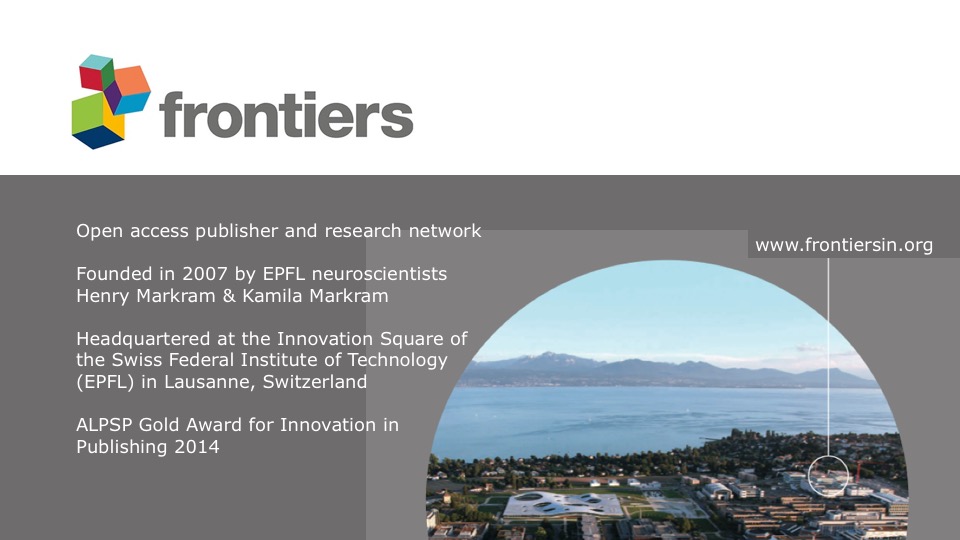 frontiers
Open access publisher and research network
www.frontiersin.org
Founded in 2007 by EPFL neuroscientists
Henry Markram & Kamila Markram
Headquartered at the Innovation Square of
the Swiss Federal Institute of Technology
(EPFL) in Lausanne, Switzerland
ALPSP Gold Award for Innovation in
Publishing 2014